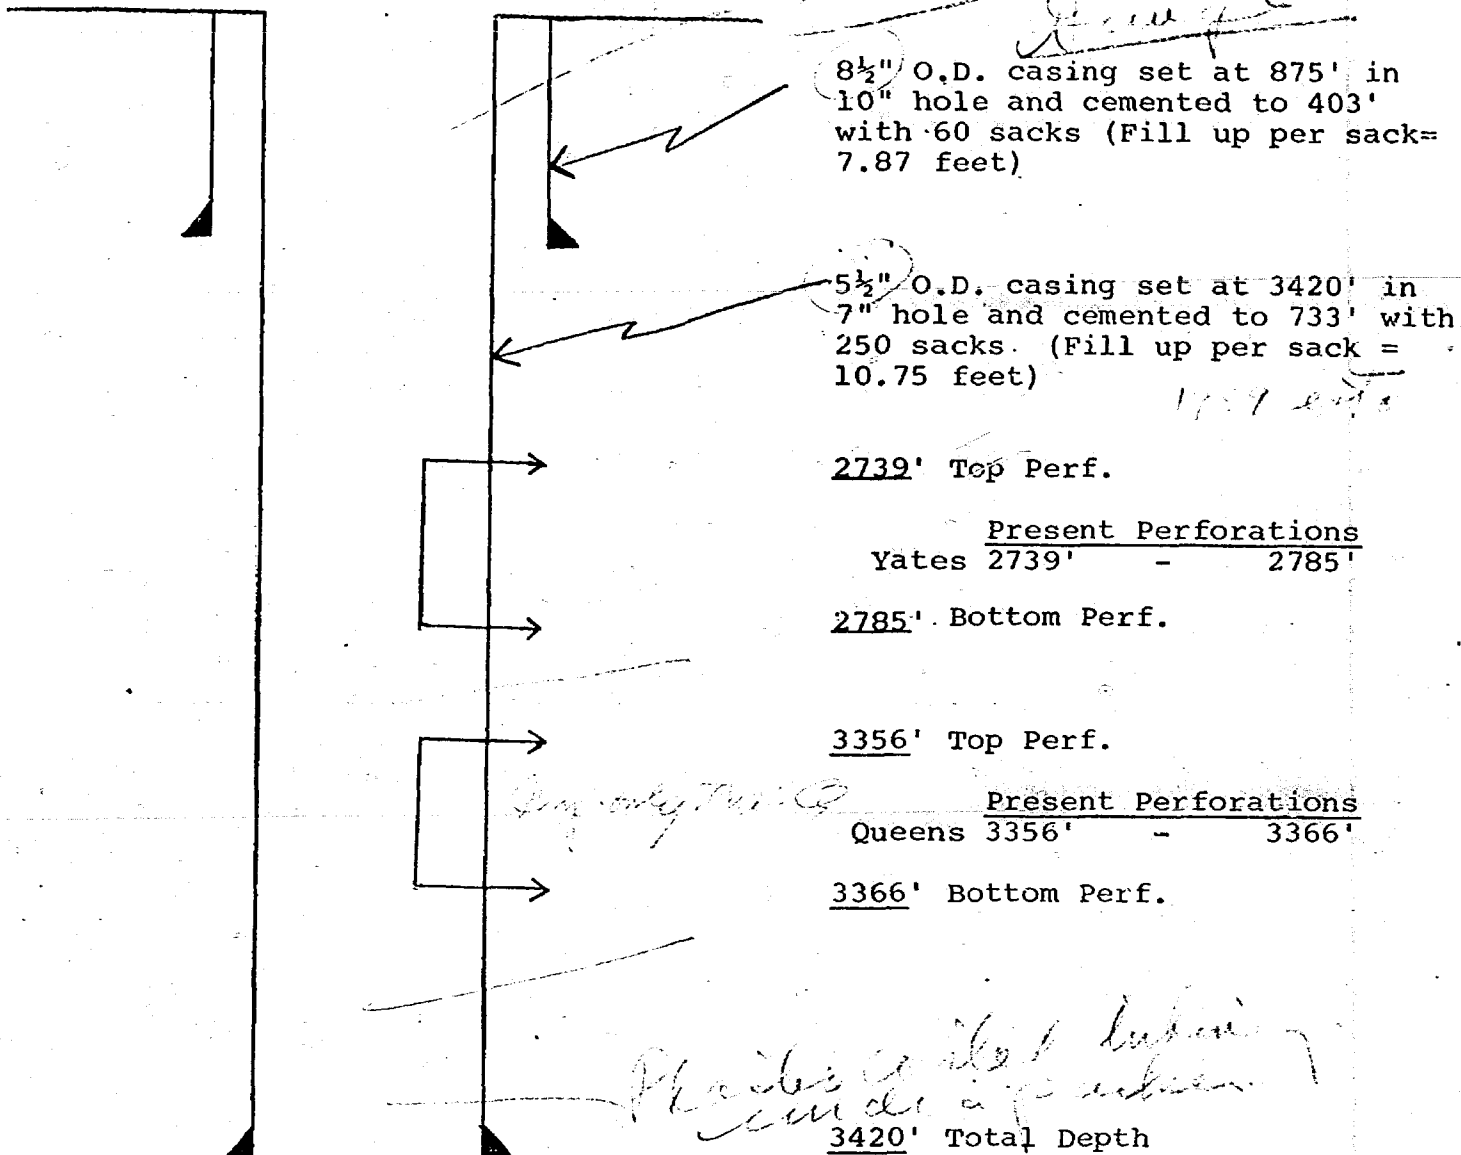 8½" O.D. casing set at 875' in
10" hole and cemented to 403'
with 60 sacks (Fill up per sack=
7.87 feet)
5½" O.D. casing set at 3420' in
7" hole and cemented to 733' with
250 sacks. (Fill up per sack =
10.75 feet)
2739' Top Perf.
Present Perforations
Yates 2739' - 2785'
2785' Bottom Perf.
3356' Top Perf.
Present Perforations
Queens 3356' - 3366'
3366' Bottom Perf.
3420' Total Depth